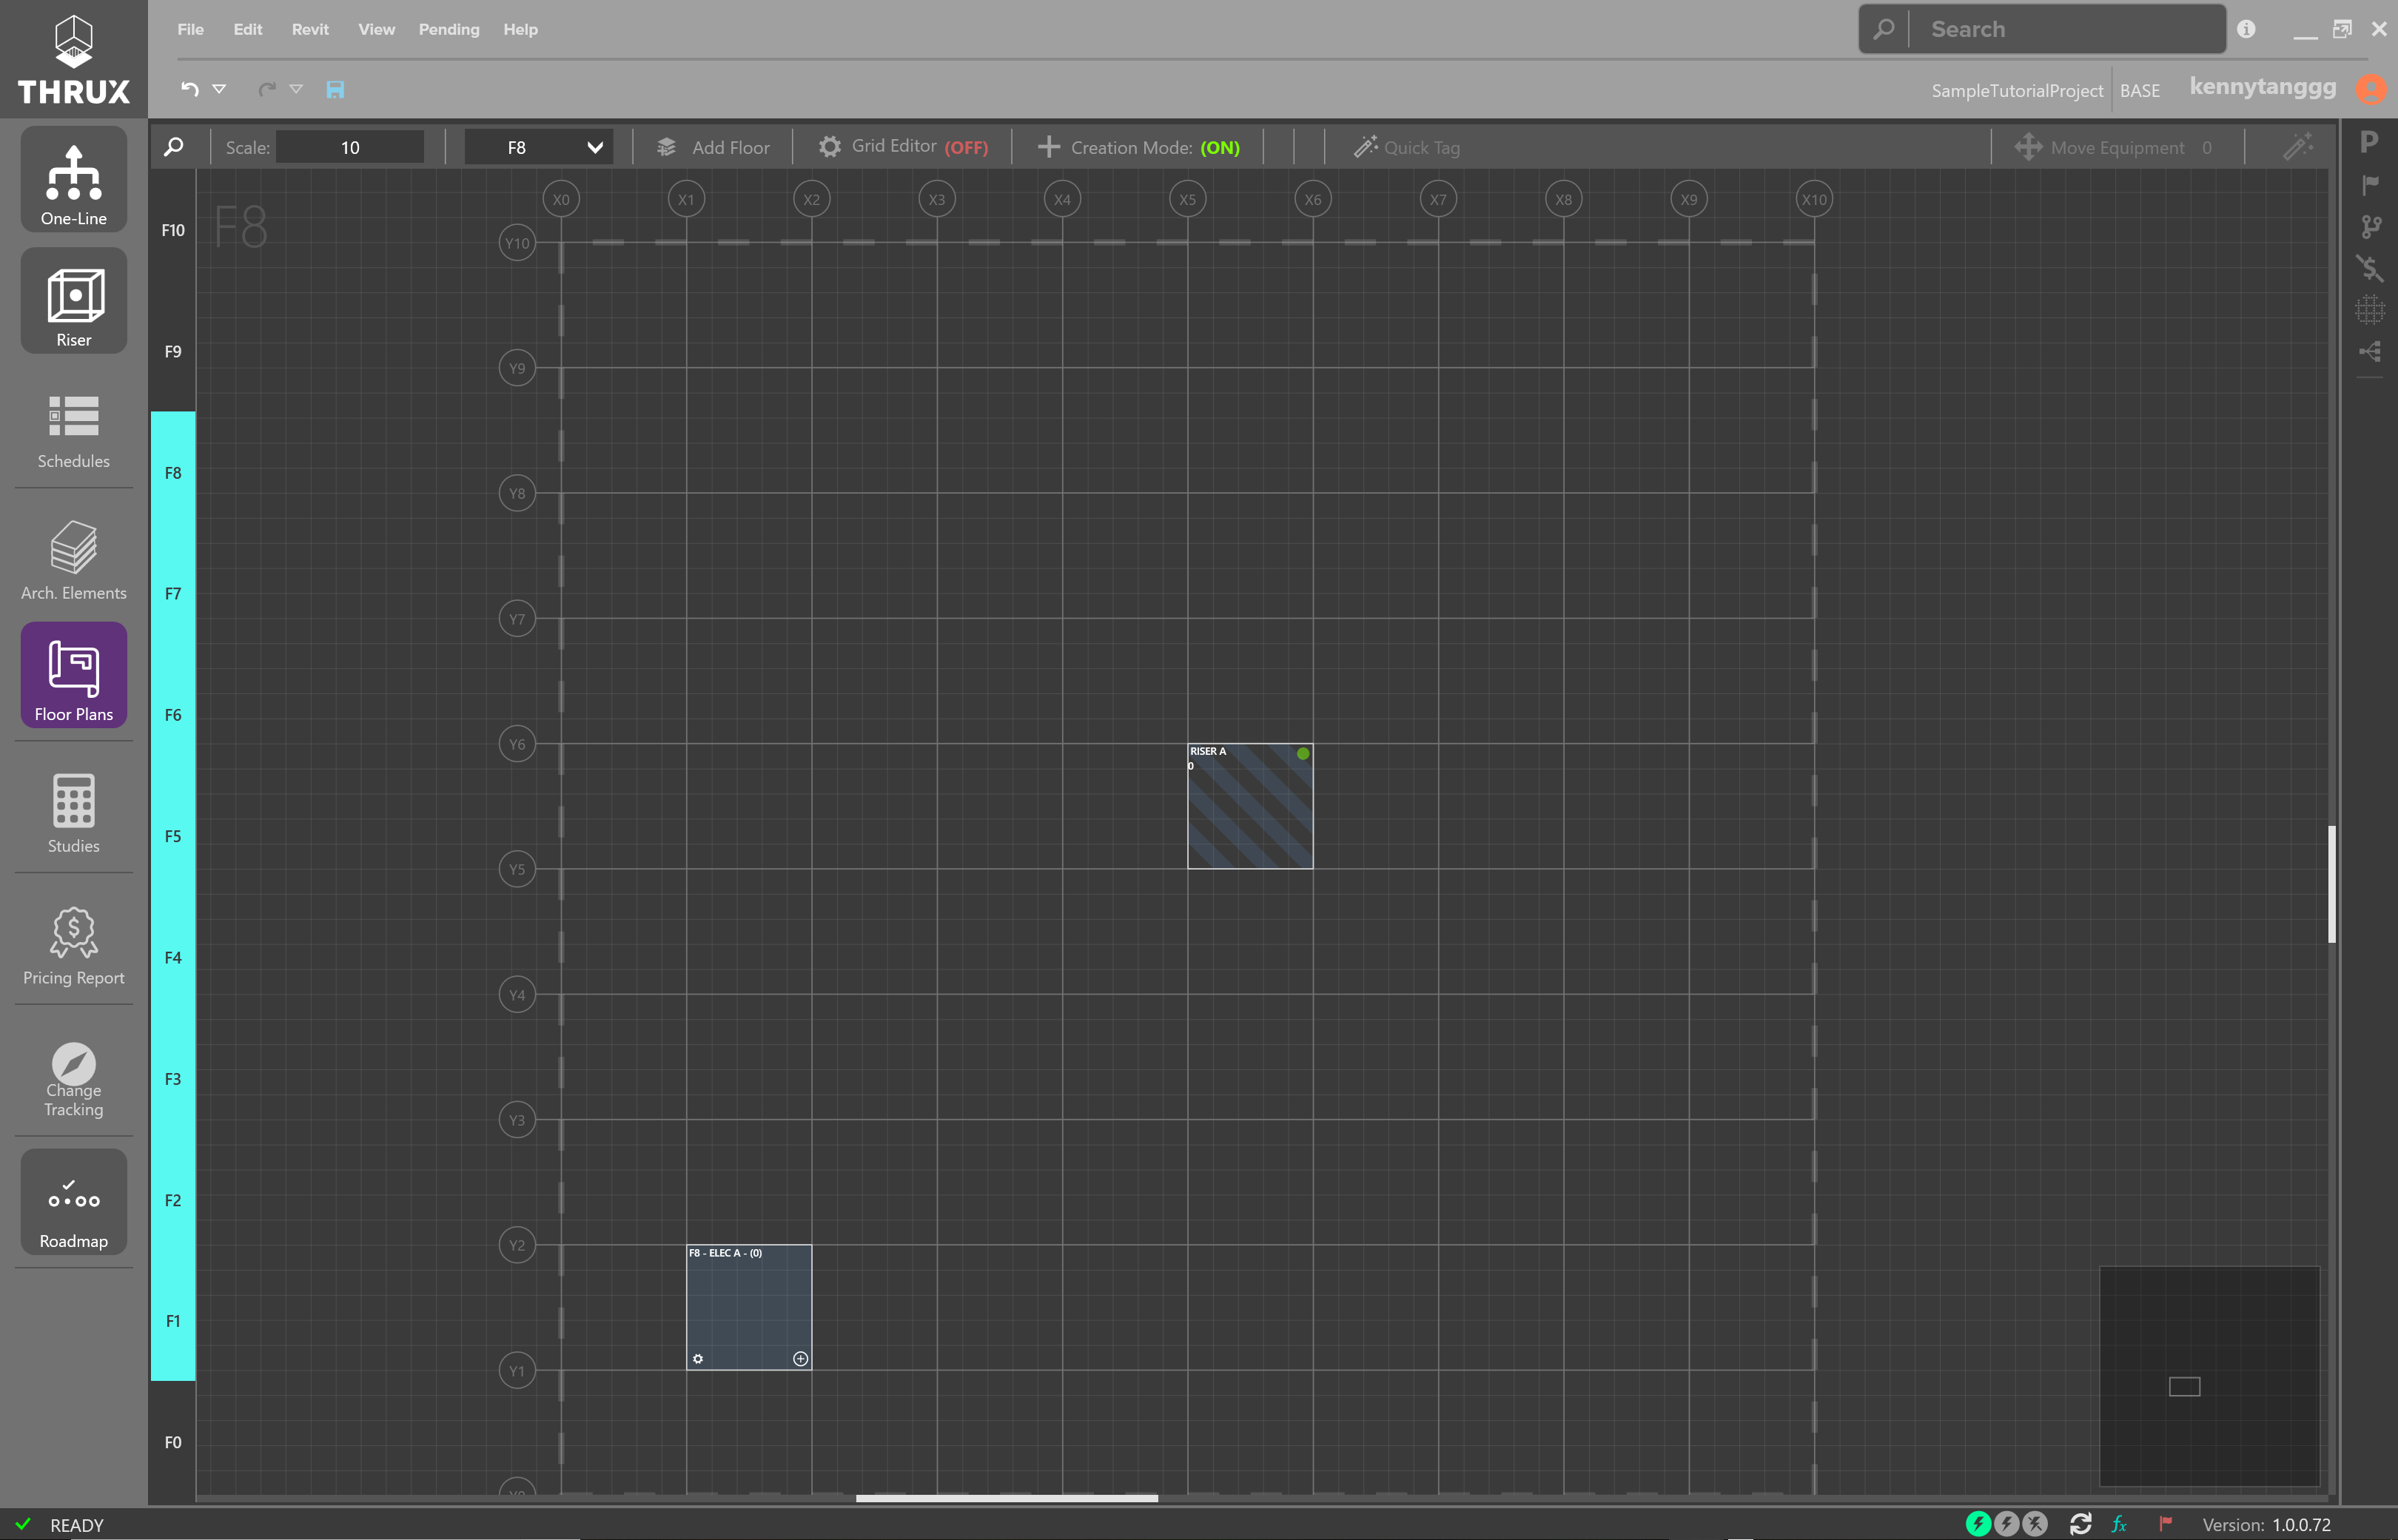 File Edit Revit View Pending Help
Search
THRUX
SampleTutorialProject BASE kennytanggg
Scale: 10 F8 Add Floor Grid Editor (OFF) Creation Mode: (ON) Quick Tag Move Equipment 0
P
One-Line
Riser
Schedules
Arch. Elements
Floor Plans
Studies
Pricing Report
Change
Tracking
Roadmap
F10
F9
F8
F7
F6
F5
F4
F3
F2
F1
F0
F8
X0 X1 X2 X3 X4 X5 X6 X7 X8 X9 X10
Y10
Y9
Y8
Y7
Y6
Y5
Y4
Y3
Y2
Y1
Y0
RISER A
0
F8 - ELEC A - (0)
READY
fx
Version: 1.0.0.72